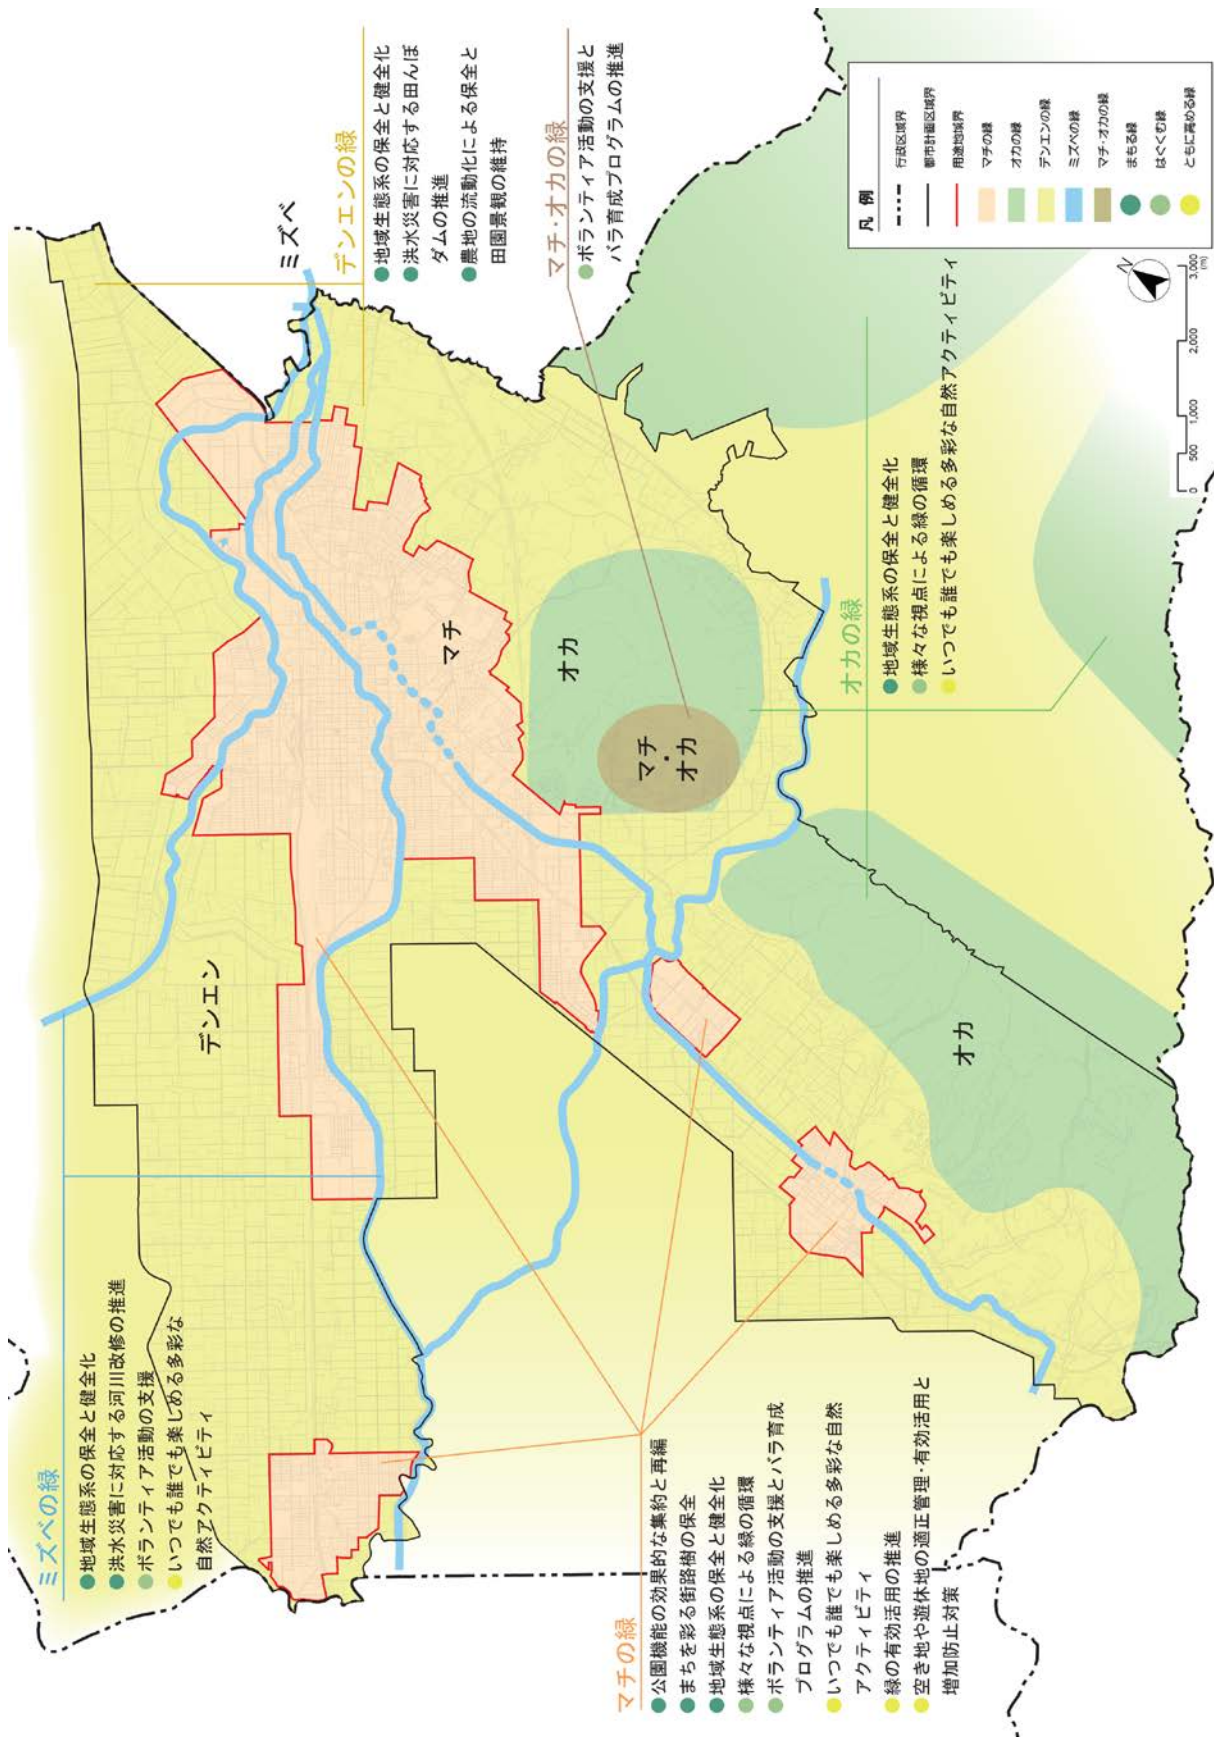 ミズベの緑
●地域生態系の保全と健全化
●洪水災害に対応する河川改修の推進
●ボランティア活動の支援
●いつでも誰でも楽しめる多彩な
自然アクティビティ
デンエンの緑
●地域生態系の保全と健全化
●洪水災害に対応する田んぼ
ダムの推進
●農地の流動化による保全と
田園景観の維持
マチ・オカの緑
●ボランティア活動の支援と
バラ育成プログラムの推進
ミズベ
デンエン
マチ
オカ
マチ
・
オカ
オカ
オカの緑
●地域生態系の保全と健全化
●様々な視点による緑の循環
●いつでも誰でも楽しめる多彩な自然アクティビティ
マチの緑
●公園機能の効果的な集約と再編
●まちを彩る街路樹の保全
●地域生態系の保全と健全化
●様々な視点による緑の循環
●ボランティア活動の支援とバラ育成
プログラムの推進
●いつでも誰でも楽しめる多彩な自然
アクティビティ
●緑の有効活用の推進
●空き地や遊休地の適正管理・有効活用と
増加防止対策
凡 例
行政区域界
都市計画区域界
用途地域界
マチの緑
オカの緑
デンエンの緑
ミズベの緑
マチ・オカの緑
まもる緑
はぐくむ緑
ともに高める緑
N
0 500 1,000 2,000 3,000
(m)